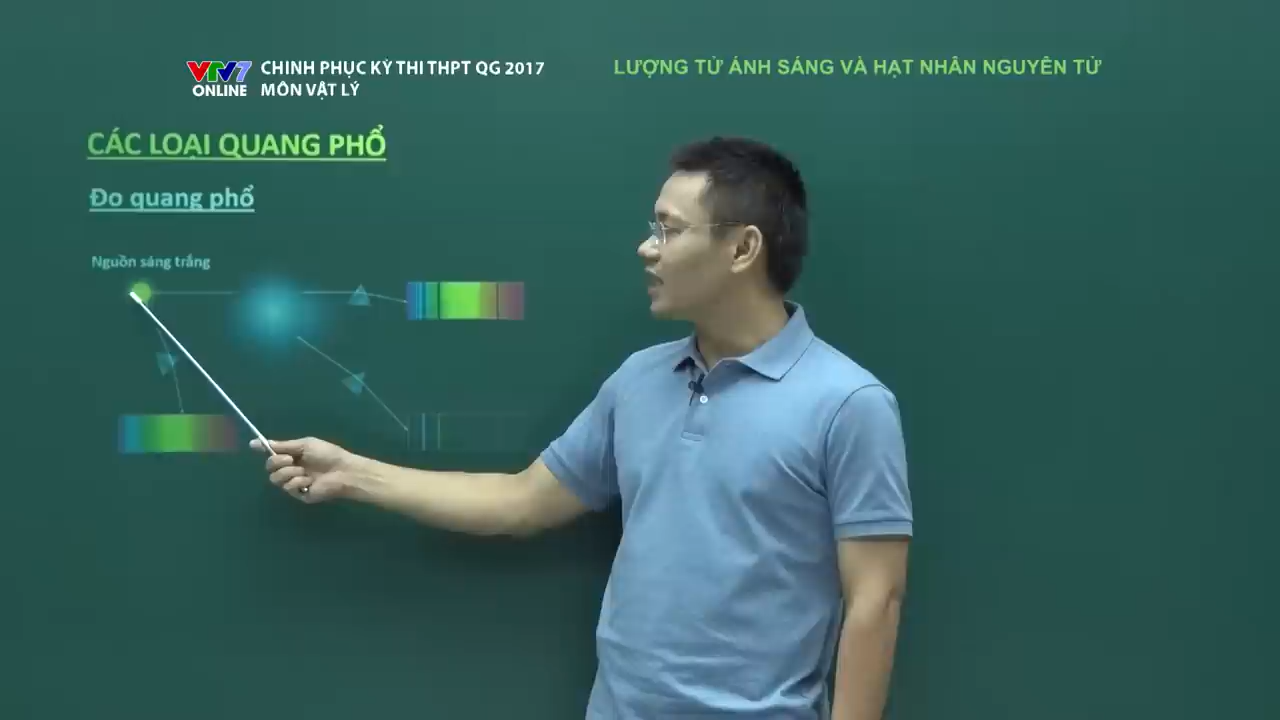 VTV7
ONLINE
CHINH PHỤC KỲ THI THPT QG 2017
MÔN VẬT LÝ
LƯỢNG TỬ ÁNH SÁNG VÀ HẠT NHÂN NGUYÊN TỬ
CÁC LOẠI QUANG PHỔ
Đo quang phổ
Nguồn sáng trắng